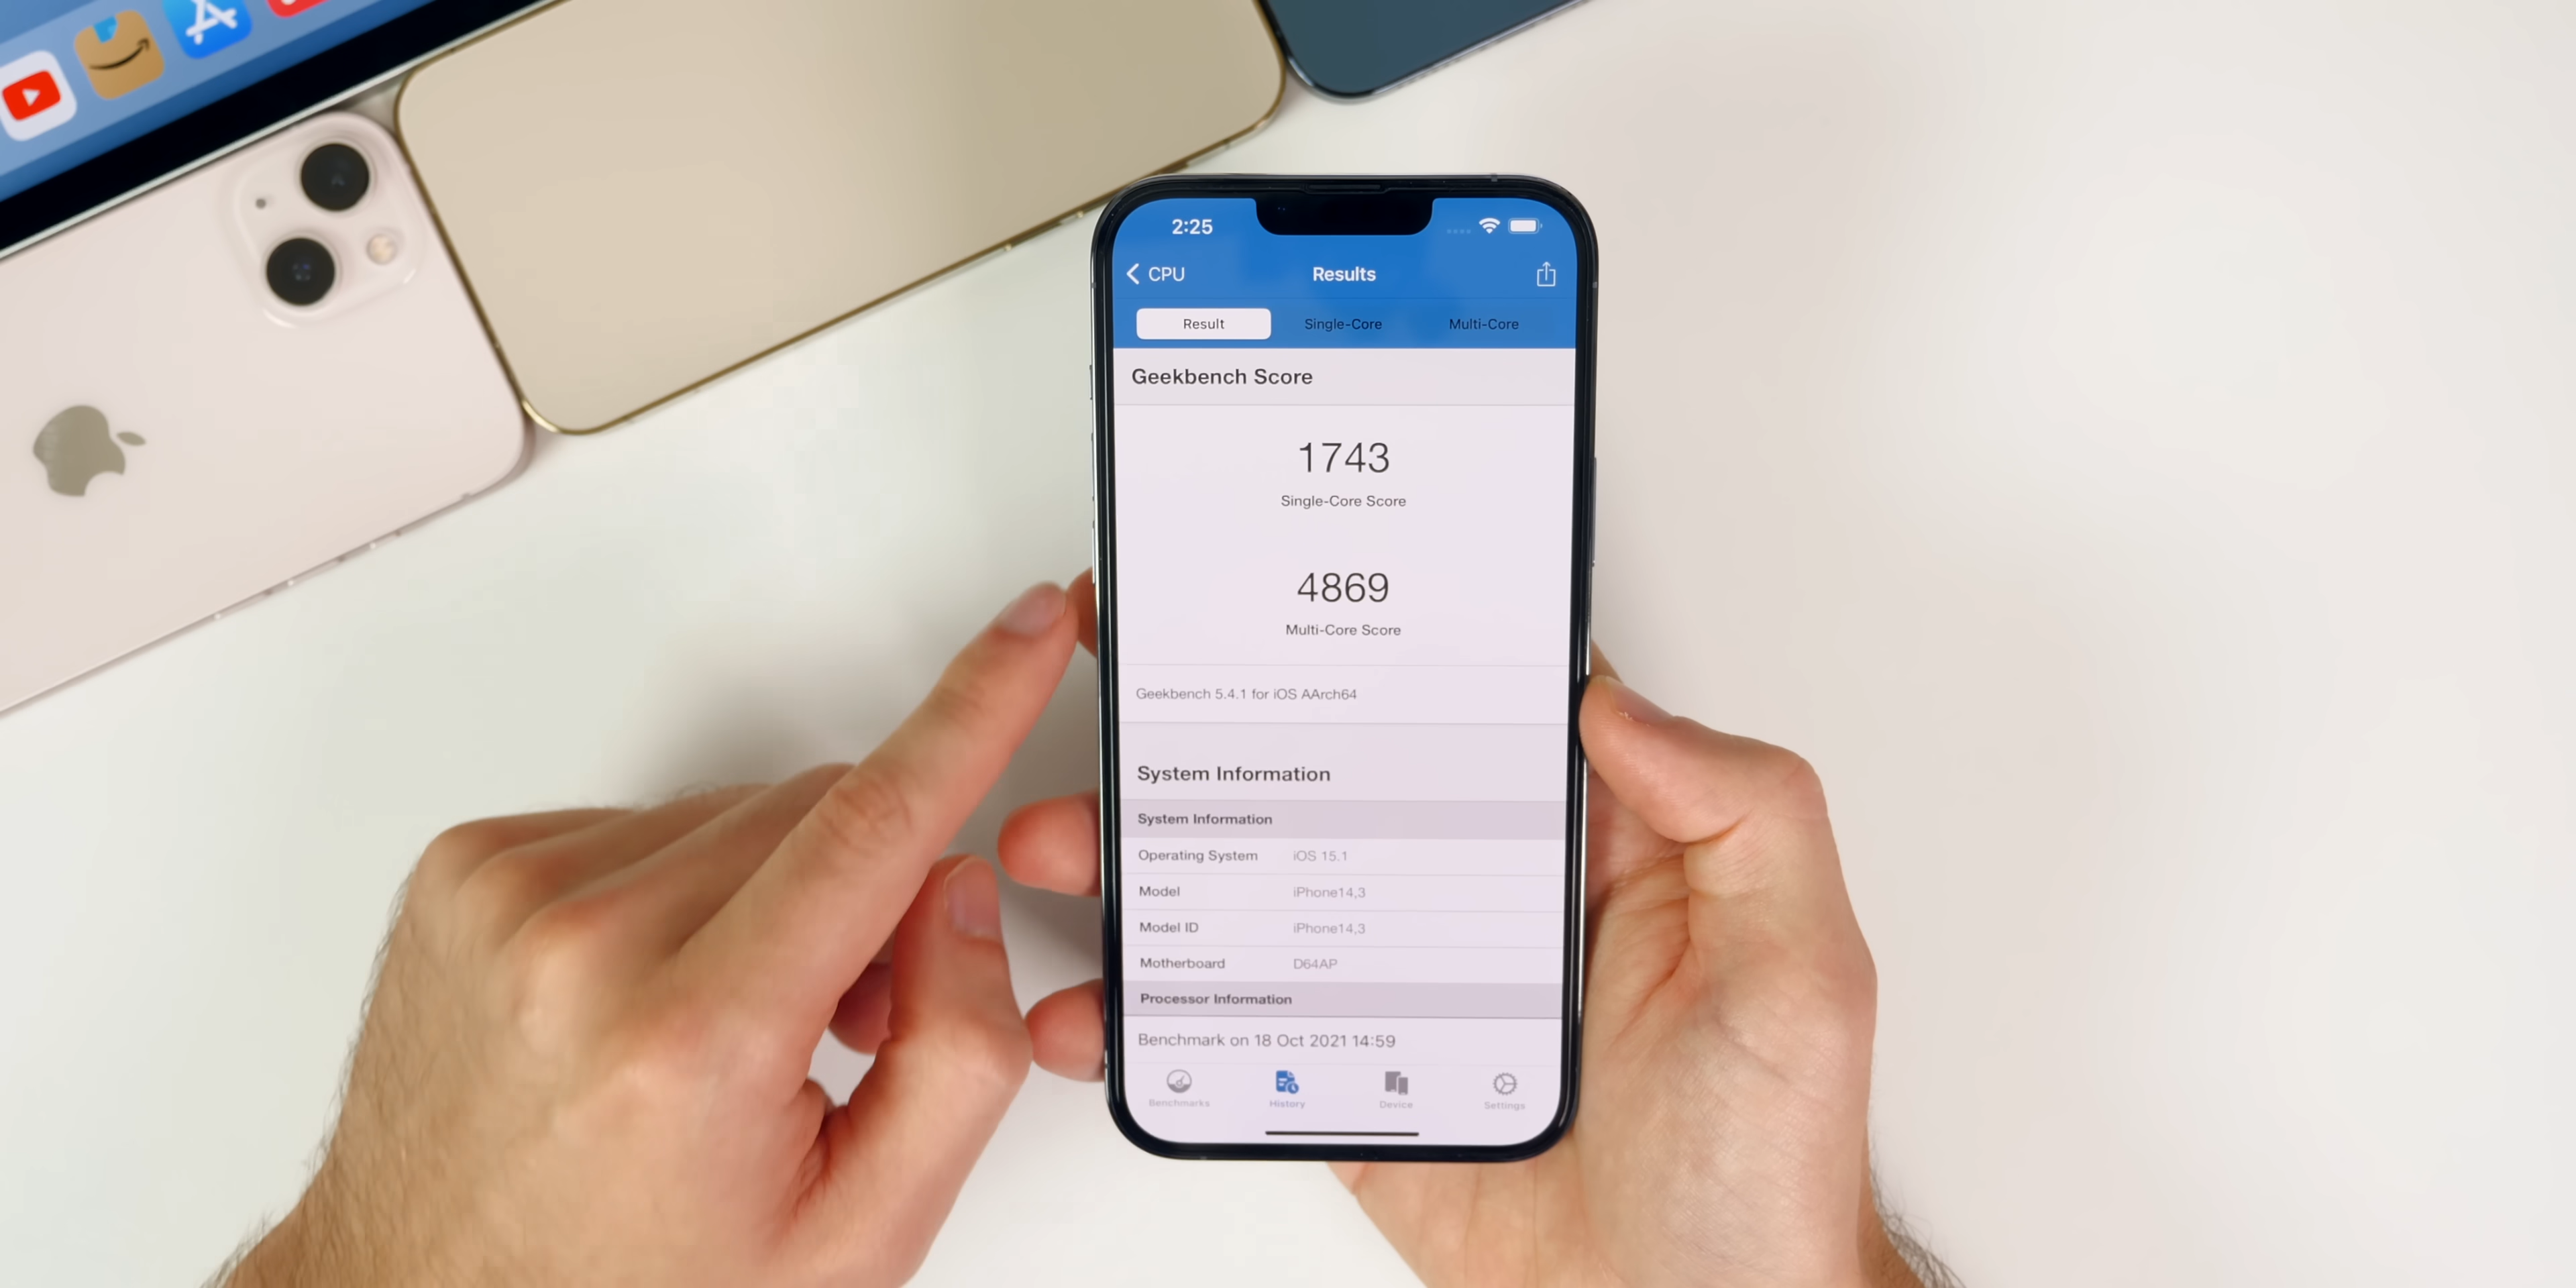 2:25
CPU
Results
Result
Single-Core
Multi-Core
Geekbench Score
1743
Single-Core Score
4869
Multi-Core Score
Geekbench 5.4.1 for iOS AArch64
System Information
System Information
Operating System iOS 15.1
Model iPhone14,3
Model ID iPhone14,3
Motherboard D64AP
Processor Information
Benchmark on 18 Oct 2021 14:59
Benchmarks
History
Device
Settings